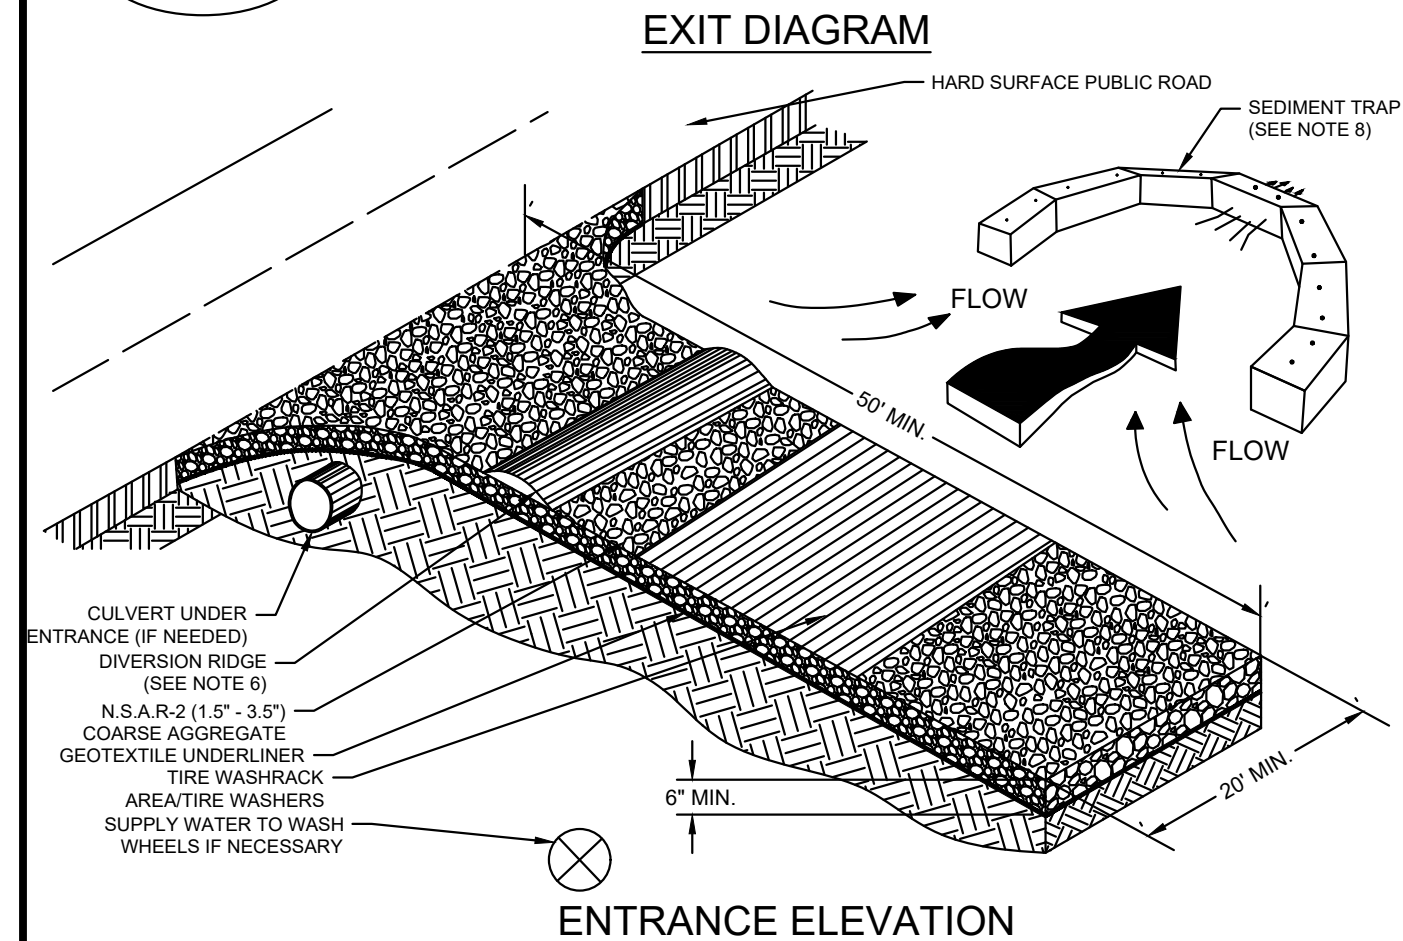 EXIT DIAGRAM
HARD SURFACE PUBLIC ROAD
SEDIMENT TRAP
(SEE NOTE 8)
FLOW
50' MIN.
FLOW
CULVERT UNDER
ENTRANCE (IF NEEDED)
DIVERSION RIDGE
(SEE NOTE 6)
N.S.A.R-2 (1.5" - 3.5")
COARSE AGGREGATE
GEOTEXTILE UNDERLINER
TIRE WASHRACK
AREA/TIRE WASHERS
SUPPLY WATER TO WASH
WHEELS IF NECESSARY
6" MIN.
20' MIN.
ENTRANCE ELEVATION